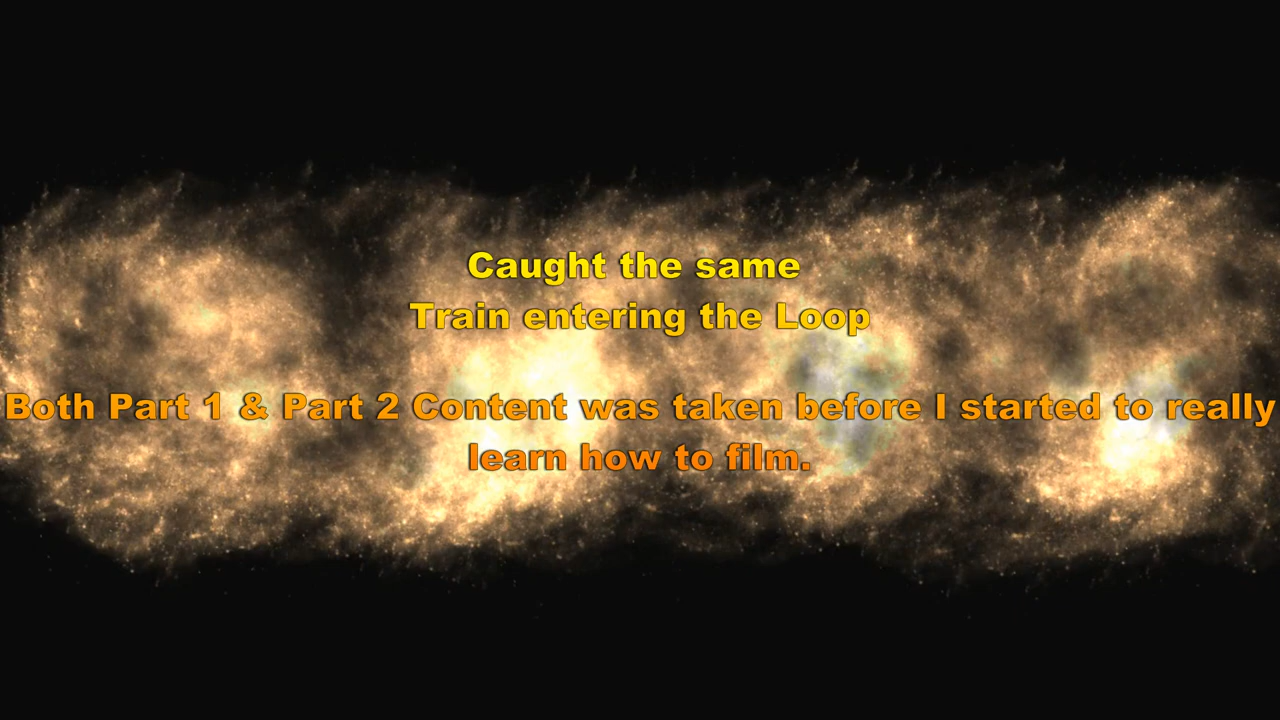 Caught the same
Train entering the Loop
Both Part 1 & Part 2 Content was taken before I started to really
learn how to film.